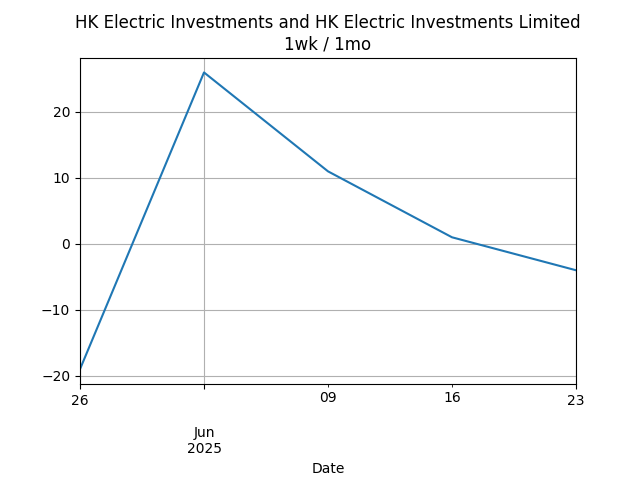 HK Electric Investments and HK Electric Investments Limited
1wk / 1mo
20
10
0
−10
−20
26
Jun
2025
09
16
23
Date